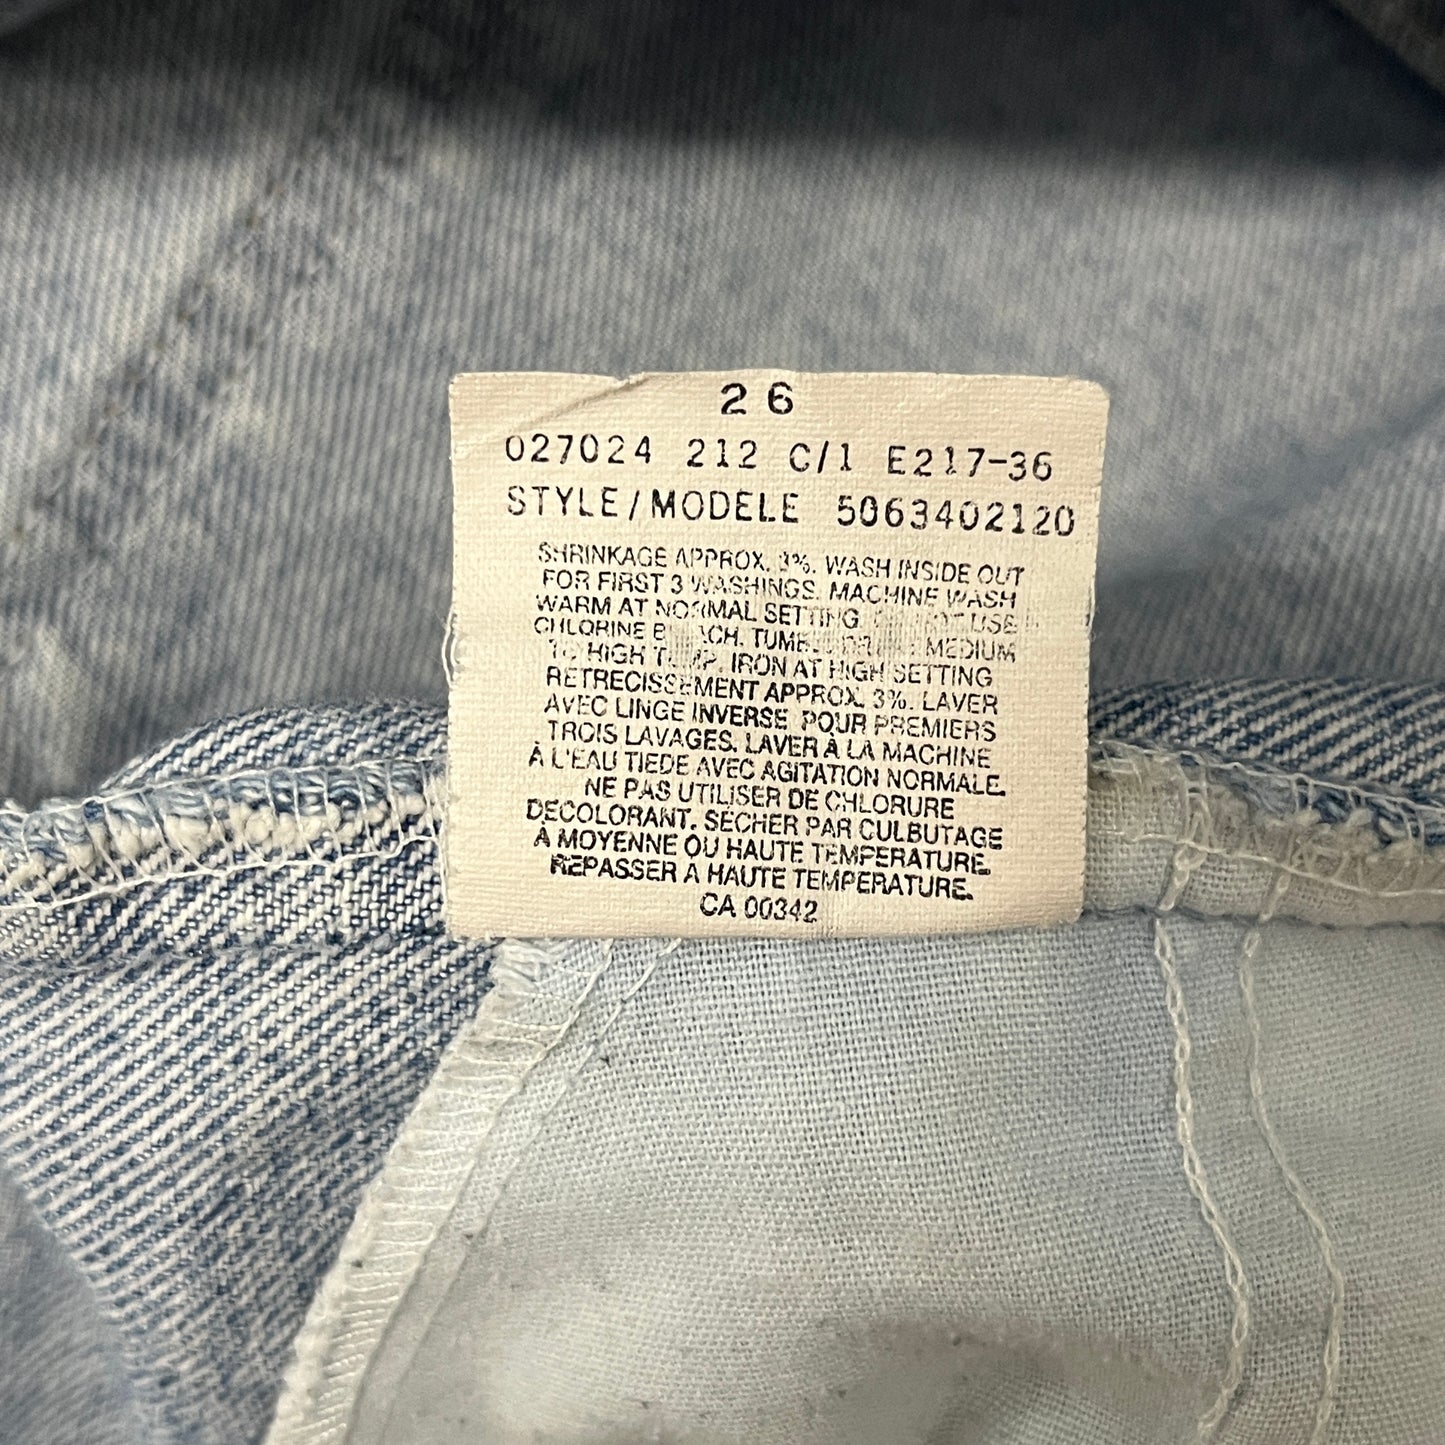 26
027024 212 C/1 E217-36
STYLE/MODELE 5063402120
SHRINKAGE APPROX. 3%. WASH INSIDE OUT
FOR FIRST 3 WASHINGS. MACHINE WASH
WARM AT NORMAL SETTING. USE
CHLORINE MEDIUM
HIGH IRON AT HIGH SETTING
RETRECISSEMENT APPROX. 3%. LAVER
AVEC LINGE INVERSE POUR PREMIERS
TROIS LAVAGES. LAVER À LA MACHINE
À L'EAU TIEDE AVEC AGITATION NORMALE.
NE PAS UTILISER DE CHLORURE
DECOLORANT. SECHER PAR CULBUTAGE
À MOYENNE OU HAUTE TEMPERATURE.
REPASSER A HAUTE TEMPERATURE.
CA 00342